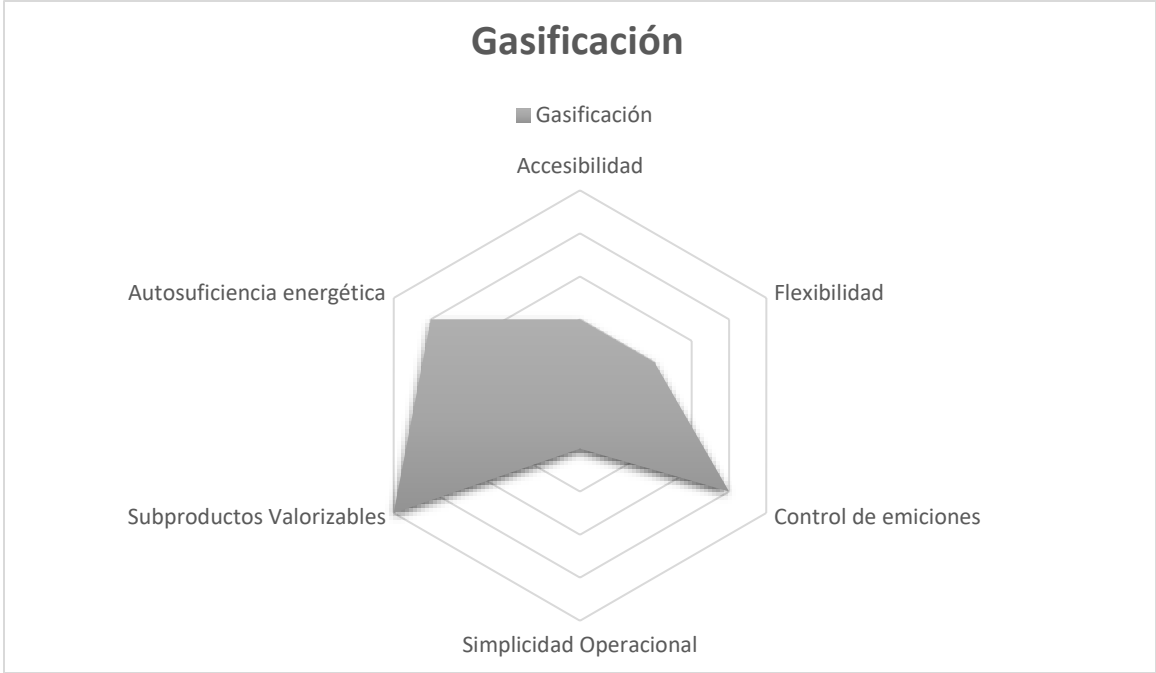 Gasificación
Gasificación
Accesibilidad
Autosuficiencia energética
Flexibilidad
Subproductos Valorizables
Control de emiciones
Simplicidad Operacional